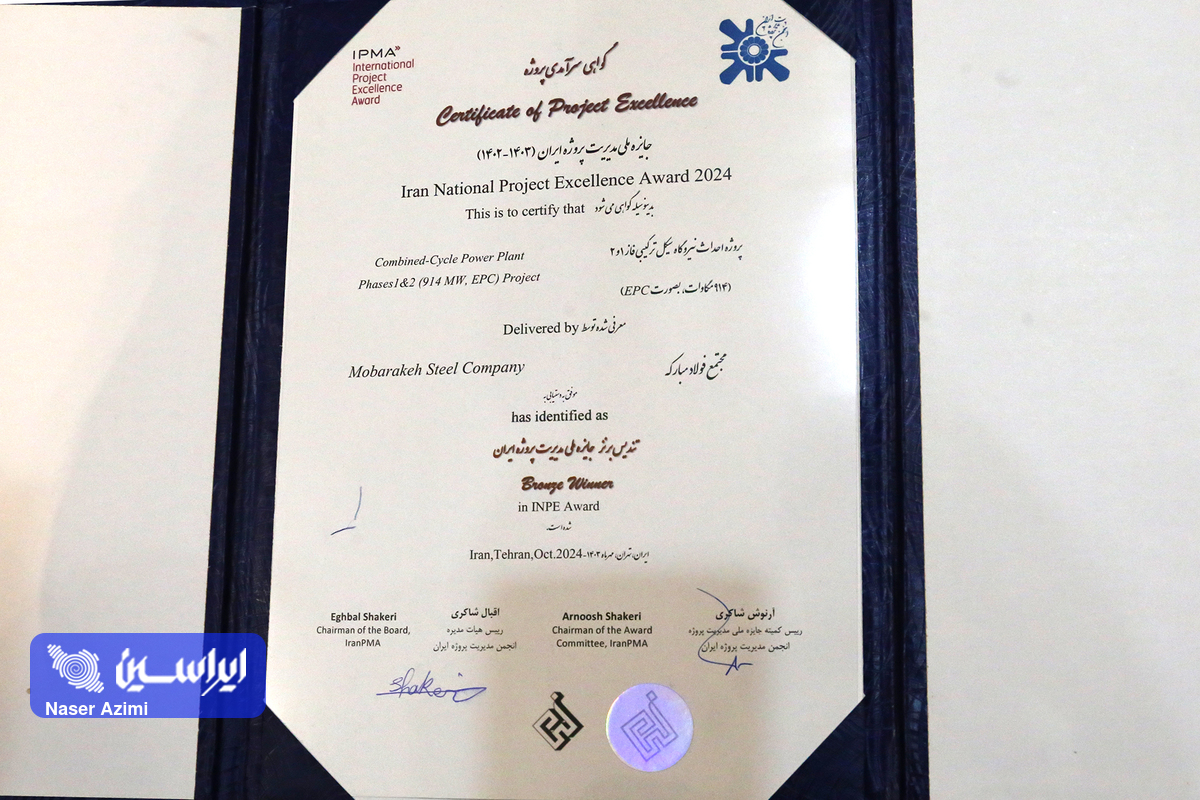 IPMA
International
Project
Excellence
Award
گواهی سرآمدی پروژه
Certificate of Project Excellence
جایزه ملی مدیریت پروژه ایران (۱۴۰۳-۱۴۰۲)
Iran National Project Excellence Award 2024
This is to certify that بدینوسیله گواهی می شود
Combined-Cycle Power Plant
Phases1&2 (914 MW, EPC) Project
پروژه احداث نیروگاه سیکل ترکیبی فاز ۱و۲
(۹۱۴ مگاوات، بصورت EPC)
Delivered by معرفی شده توسط
Mobarakeh Steel Company مجتمع فولاد مبارکه
موفق به دستیابی به
has identified as
تندیس برنز جایزه ملی مدیریت پروژه ایران
Bronze Winner
in INPE Award
شده است.
Iran,Tehran,Oct.2024-ایران، تهران، مهرماه ۱۴۰۳
Eghbal Shakeri
Chairman of the Board,
IranPMA
اقبال شاکری
رییس هیات مدیره
انجمن مدیریت پروژه ایران
Arnoosh Shakeri
Chairman of the Award
Committee, IranPMA
آرنوش شاکری
رییس کمیته جایزه ملی مدیریت پروژه
انجمن مدیریت پروژه ایران
Shakeri
ایراسین
Naser Azimi